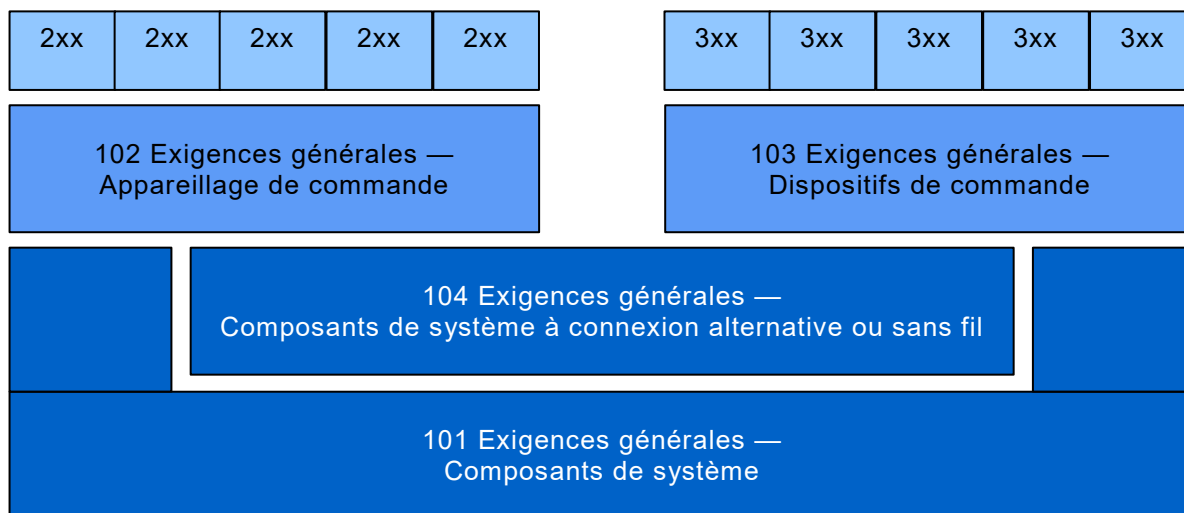 2xx 2xx 2xx 2xx 2xx 3xx 3xx 3xx 3xx 3xx
102 Exigences générales —
Appareillage de commande
103 Exigences générales —
Dispositifs de commande
104 Exigences générales —
Composants de système à connexion alternative ou sans fil
101 Exigences générales —
Composants de système